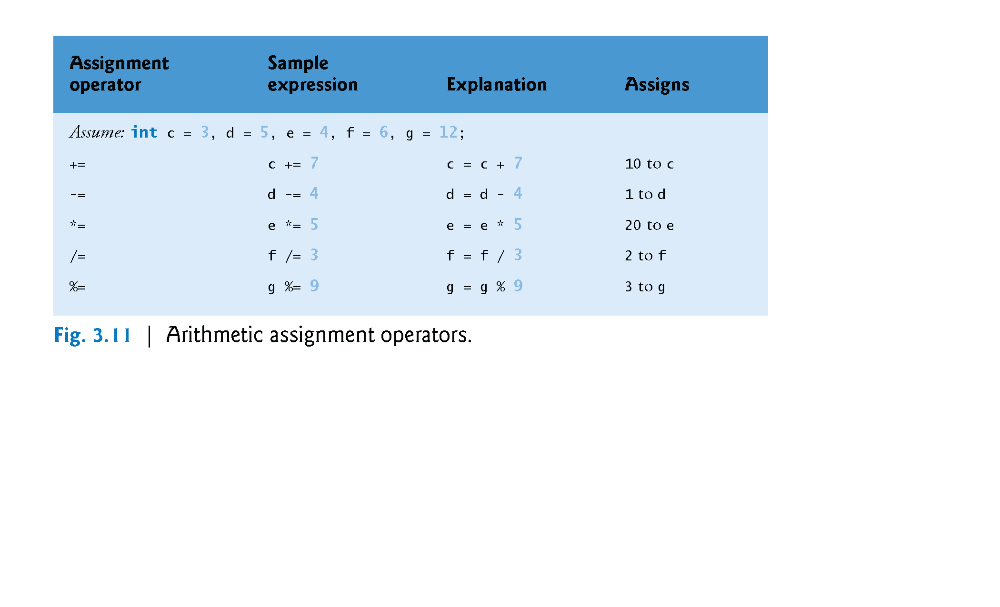 Assignment operator Sample expression Explanation Assigns
Assume: int c = 3, d = 5, e = 4, f = 6, g = 12;
+= c += 7 c = c + 7 10 to c
-= d -= 4 d = d - 4 1 to d
*= e *= 5 e = e * 5 20 to e
/= f /= 3 f = f / 3 2 to f
%= g %= 9 g = g % 9 3 to g
Fig. 3.11 | Arithmetic assignment operators.